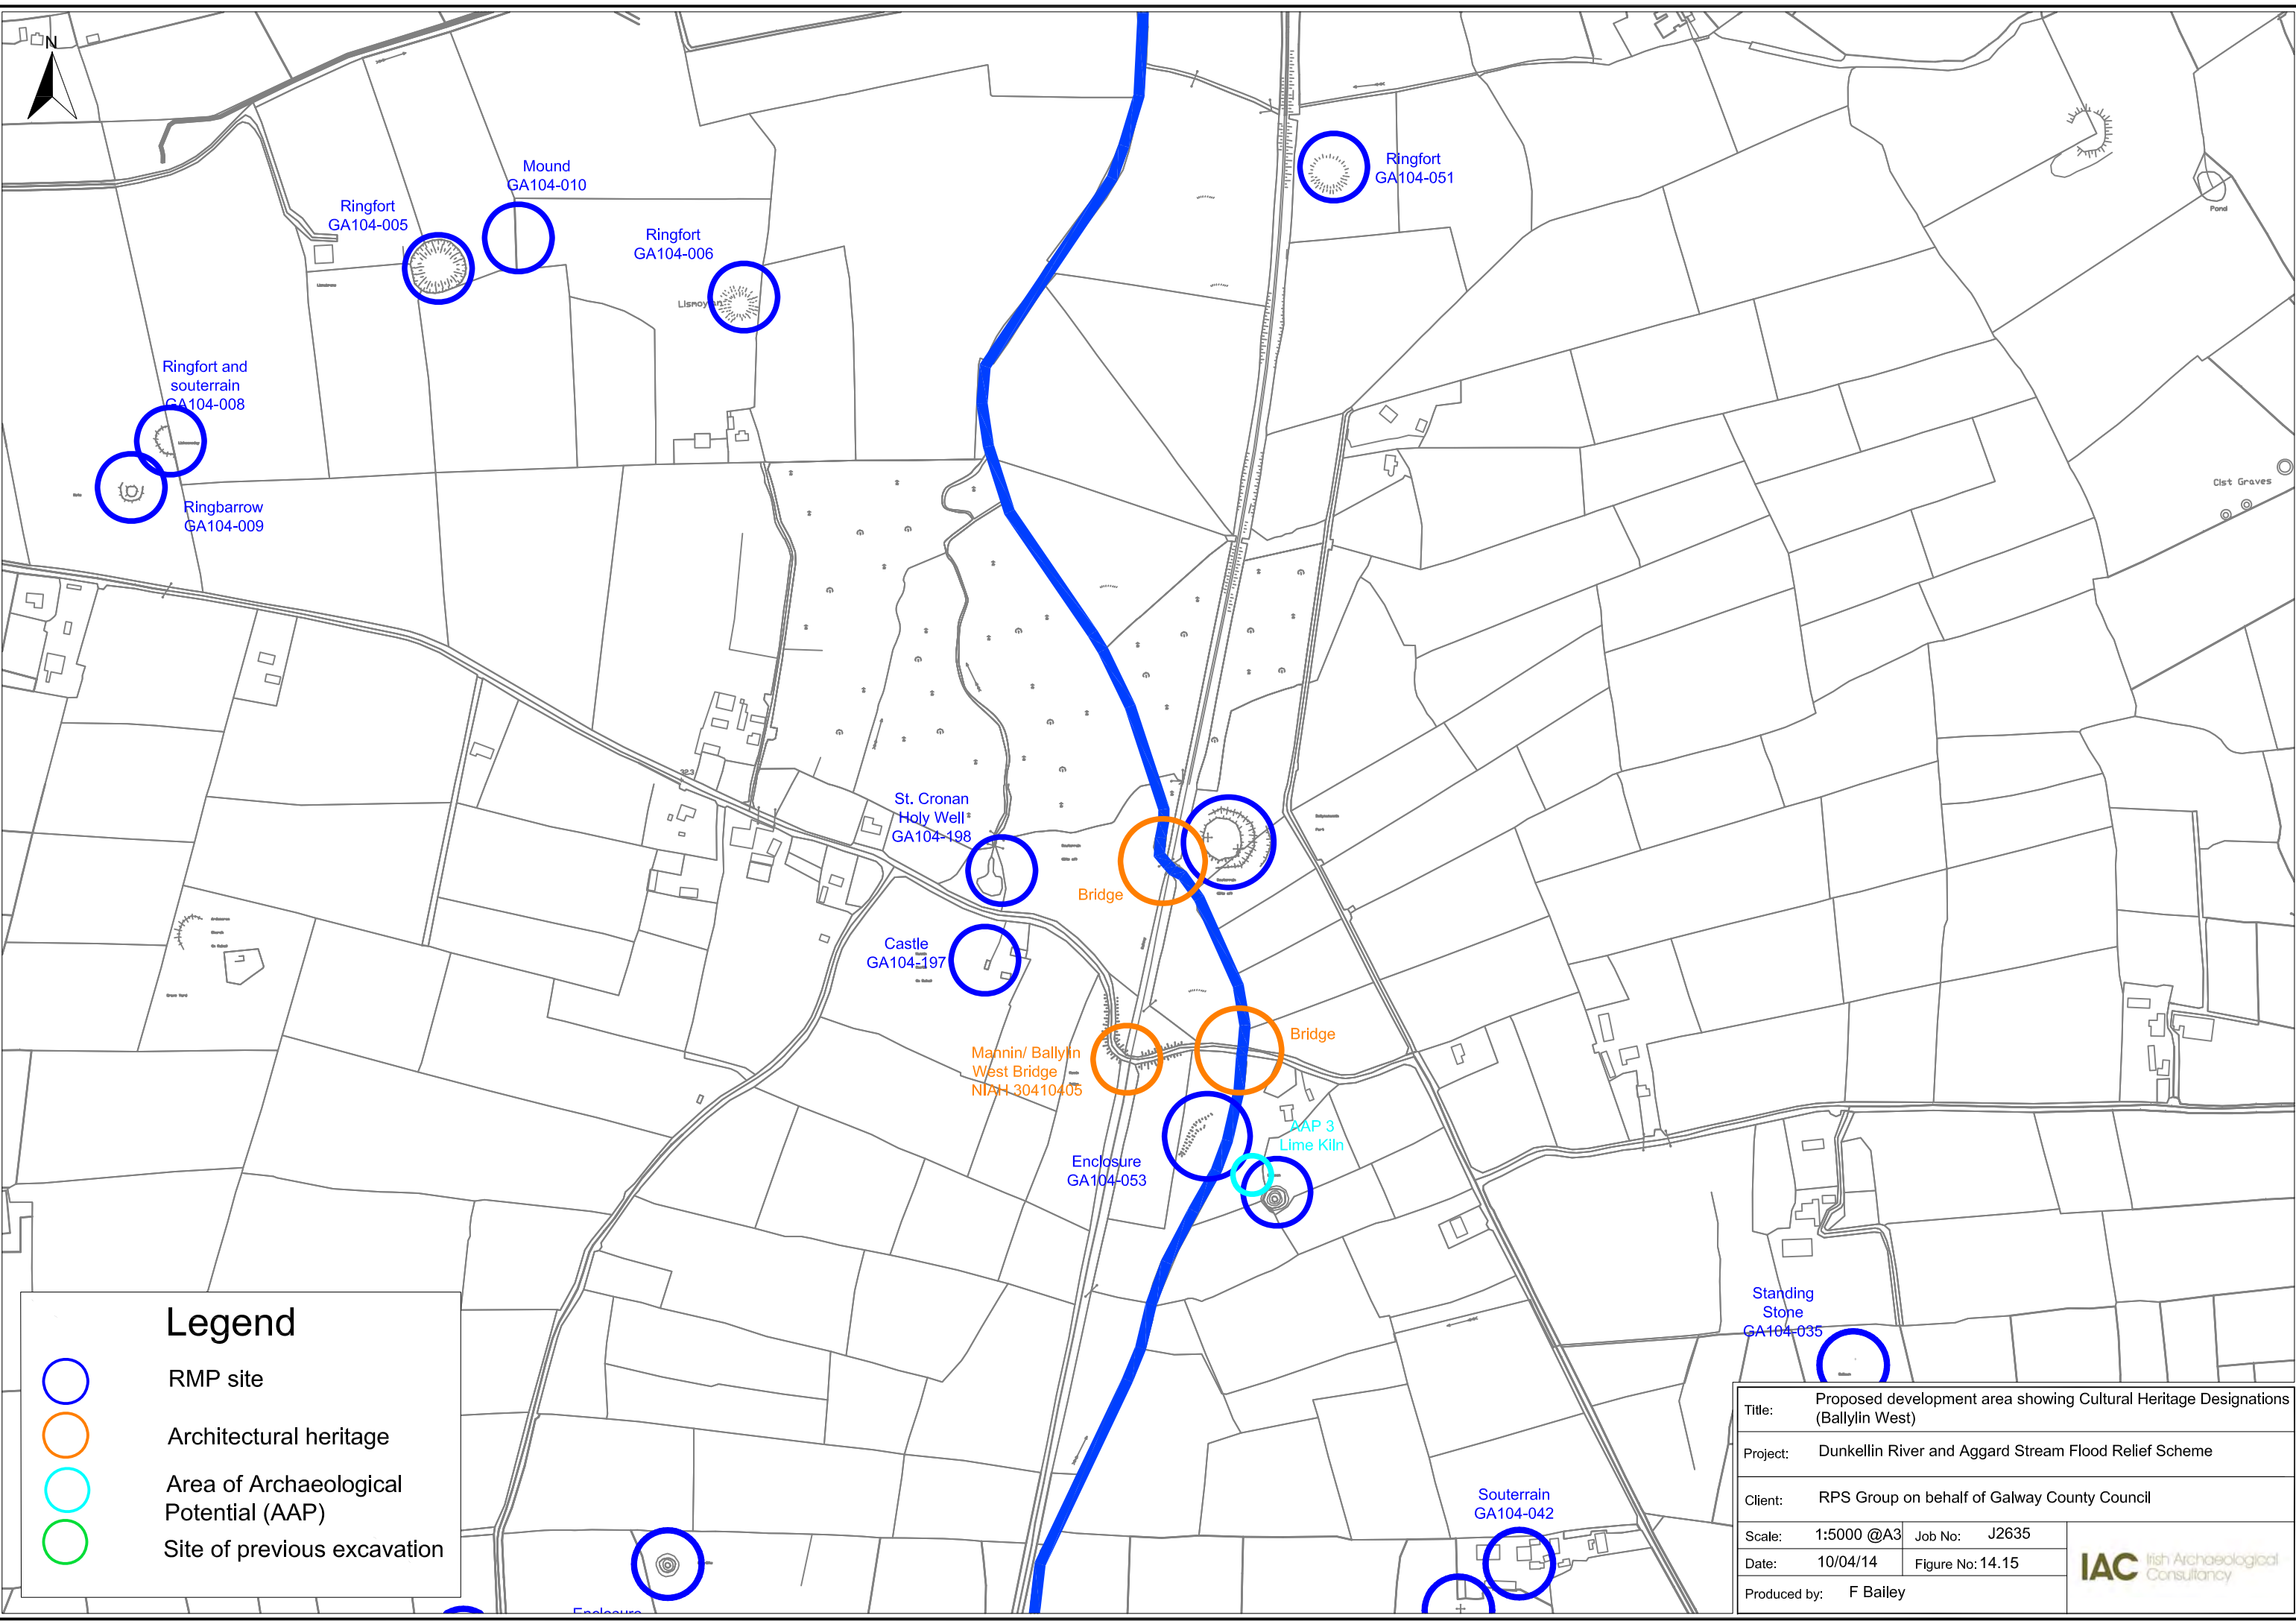 N
Mound
GA104-010
Ringfort
GA104-005
Ringfort
GA104-006
Ringfort
GA104-051
Pond
Ringfort and
souterrain
GA104-008
Ringbarrow
GA104-009
Cist Graves
323
St. Cronan
Holy Well
GA104-198
Bridge
Castle
GA104-197
Mannin/ Ballylin
West Bridge
NIAH 30410405
Bridge
AAP 3
Lime Kiln
Enclosure
GA104-053
Standing
Stone
GA104-035
Souterrain
GA104-042
Enclosure
Legend
RMP site
Architectural heritage
Area of Archaeological
Potential (AAP)
Site of previous excavation
Title: Proposed development area showing Cultural Heritage Designations
(Ballylin West)
Project: Dunkellin River and Aggard Stream Flood Relief Scheme
Client: RPS Group on behalf of Galway County Council
Scale: 1:5000 @A3 Job No: J2635
Date: 10/04/14 Figure No: 14.15
Produced by: F Bailey
IAC Irish Archaeological
Consultancy